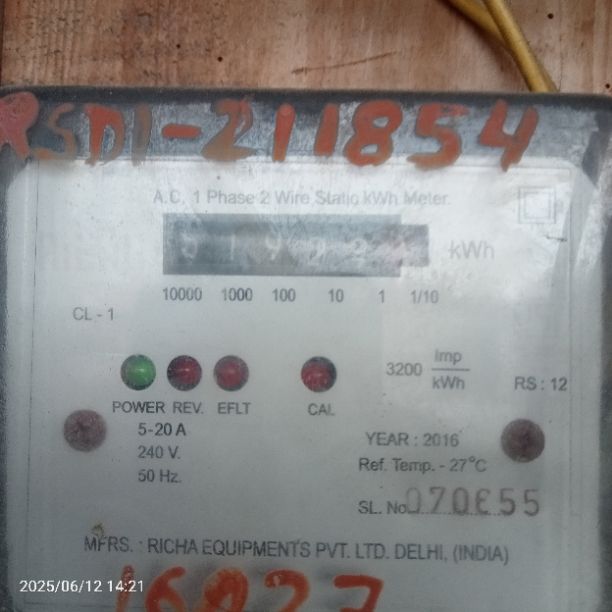 RSD1-211854
A.C. 1 Phase 2 Wire Static kWh Meter.
kWh
10000 1000 100 10 1 1/10
CL - 1
3200 Imp/kWh
RS : 12
POWER REV. EFLT CAL
5-20 A
240 V.
50 Hz.
YEAR : 2016
Ref. Temp. - 27°C
SL. No.
MFRS. : RICHA EQUIPMENTS PVT. LTD. DELHI, (INDIA)
2025/06/12 14:21